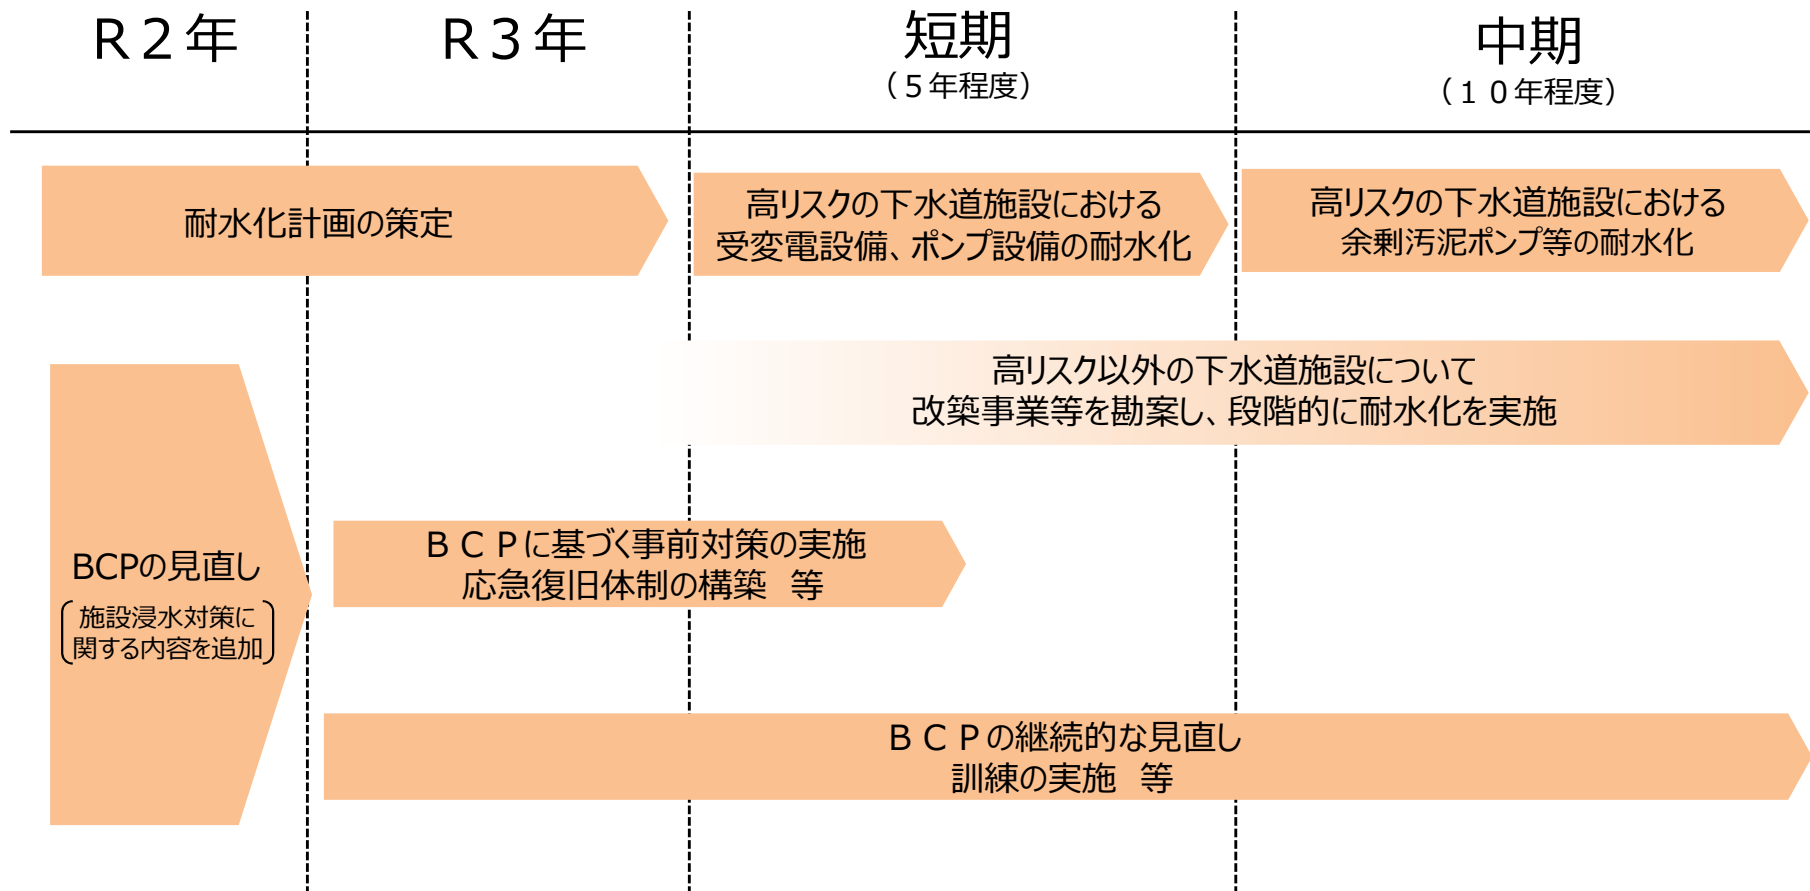 R２年
R３年
短期
（５年程度）
中期
（１０年程度）
耐水化計画の策定
高リスクの下水道施設における
受変電設備、ポンプ設備の耐水化
高リスクの下水道施設における
余剰汚泥ポンプ等の耐水化
高リスク以外の下水道施設について
改築事業等を勘案し、段階的に耐水化を実施
BCPの見直し
施設浸水対策に
関する内容を追加
ＢＣＰに基づく事前対策の実施
応急復旧体制の構築　等
ＢＣＰの継続的な見直し
訓練の実施　等